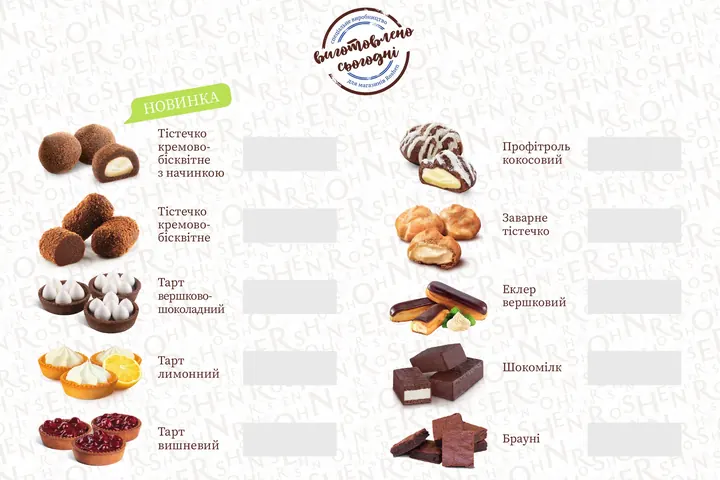 спеціальне виробництво
виготовлено
сьогодні
для магазинів Roshen
НОВИНКА
Тістечко
кремово-
бісквітне
з начинкою
Тістечко
кремово-
бісквітне
Тарт
вершково-
шоколадний
Тарт
лимонний
Тарт
вишневий
Профітроль
кокосовий
Заварне
тістечко
Еклер
вершковий
Шокомілк
Брауні